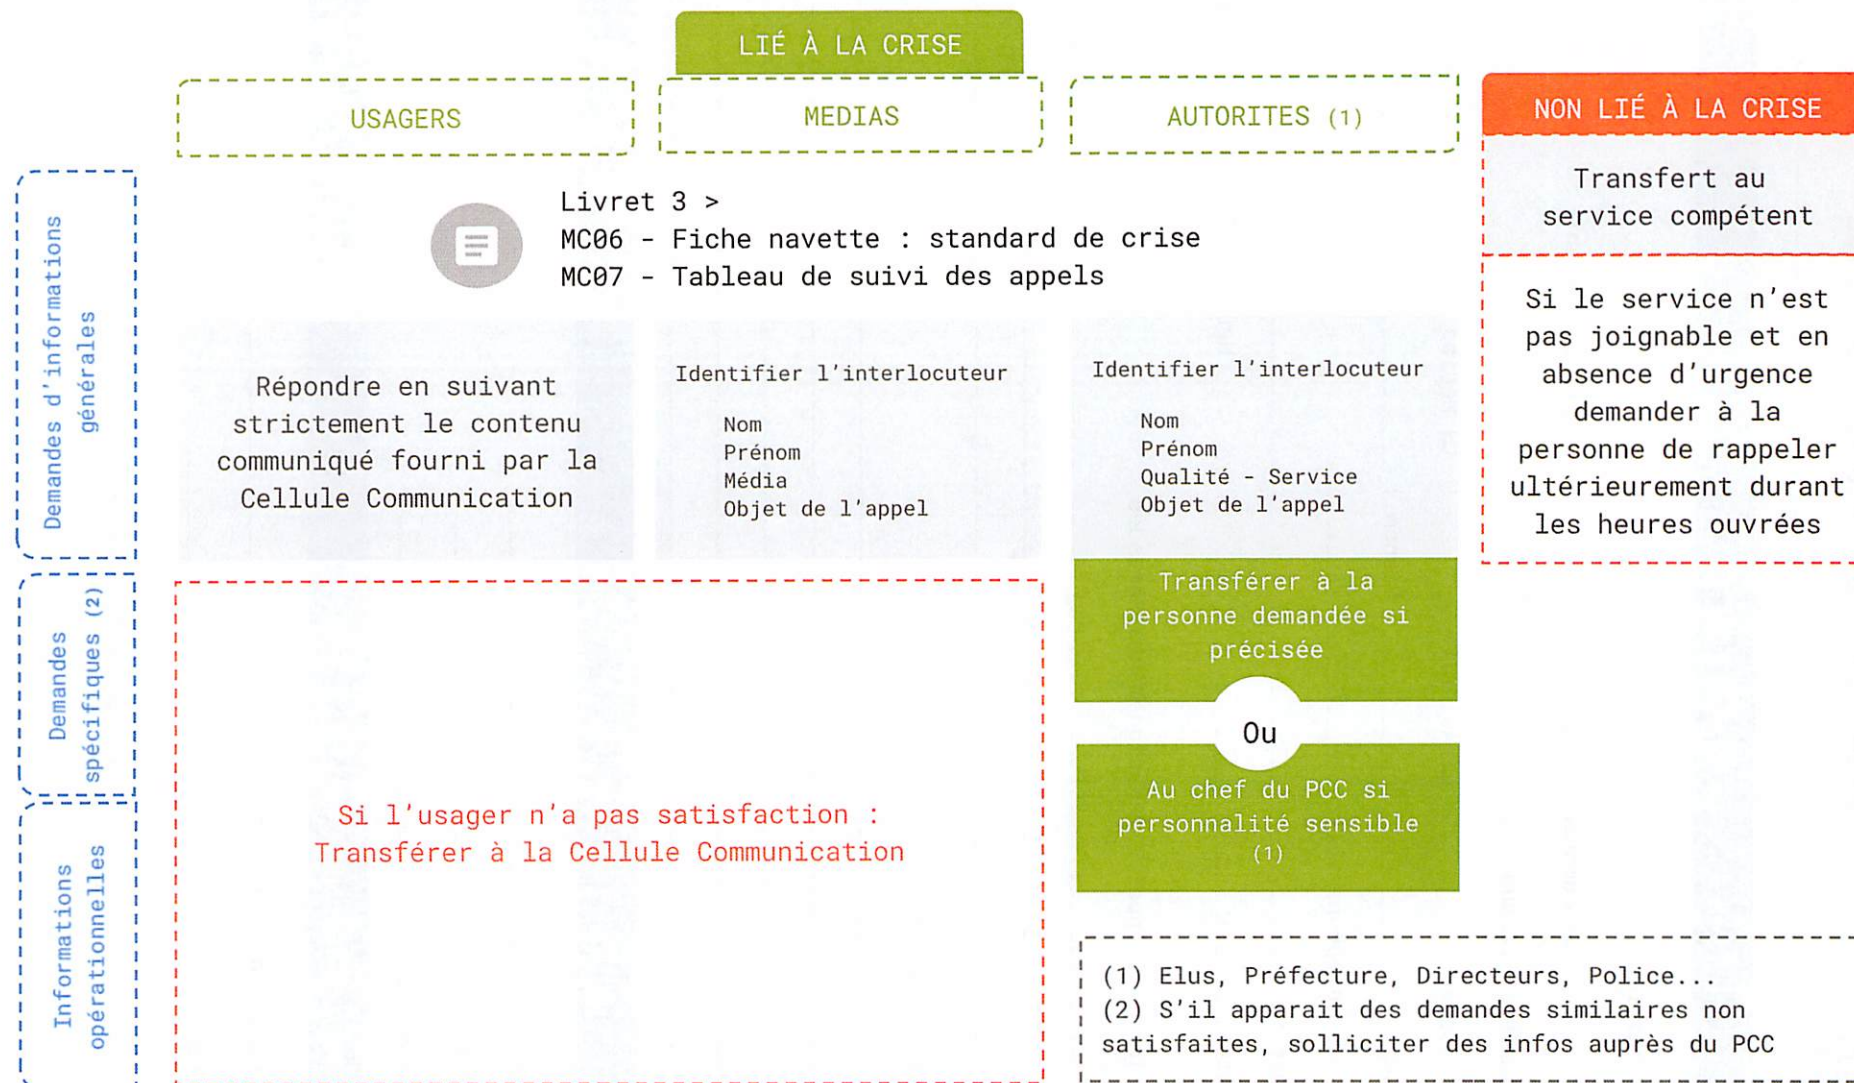 LIÉ À LA CRISE
USAGERS
MEDIAS
AUTORITES (1)
NON LIÉ À LA CRISE
Transfert au
service compétent
Si le service n'est
pas joignable et en
absence d'urgence
demander à la
personne de rappeler
ultérieurement durant
les heures ouvrées
Demandes d'informations
générales
Livret 3 >
MC06 - Fiche navette : standard de crise
MC07 - Tableau de suivi des appels
Répondre en suivant
strictement le contenu
communiqué fourni par la
Cellule Communication
Identifier l'interlocuteur
Nom
Prénom
Média
Objet de l'appel
Identifier l'interlocuteur
Nom
Prénom
Qualité - Service
Objet de l'appel
Demandes
spécifiques (2)
Transférer à la
personne demandée si
précisée
Ou
Au chef du PCC si
personnalité sensible
(1)
Informations
opérationnelles
Si l'usager n'a pas satisfaction :
Transférer à la Cellule Communication
(1) Elus, Préfecture, Directeurs, Police...
(2) S'il apparait des demandes similaires non
satisfaites, solliciter des infos auprès du PCC